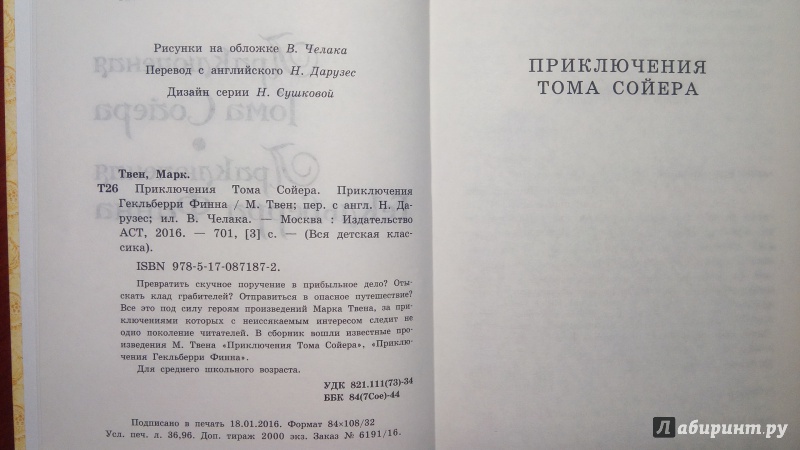 Рисунки на обложке В. Челака
Перевод с английского Н. Дарузес
Дизайн серии Н. Сушковой
Твен, Марк.
Т26 Приключения Тома Сойера. Приключения
Гекльберри Финна / М. Твен; пер. с англ. Н. Да-
рузес; ил. В. Челака. — Москва : Издательство
АСТ, 2016. — 701, [3] с. — (Вся детская клас-
сика).
ISBN 978-5-17-087187-2.
Превратить скучное поручение в прибыльное дело? Оты-
скать клад грабителей? Отправиться в опасное путешествие?
Все это под силу героям произведений Марка Твена, за при-
ключениями которых с неиссякаемым интересом следит не
одно поколение читателей. В сборник вошли известные про-
изведения М. Твена «Приключения Тома Сойера», «Приклю-
чения Гекльберри Финна».
Для среднего школьного возраста.
УДК 821.111(73)-34
ББК 84(7Сое)-44
Подписано в печать 18.01.2016. Формат 84×108/32
Усл. печ. л. 36,96. Доп. тираж 2000 экз. Заказ № 6191/16.
ПРИКЛЮЧЕНИЯ
ТОМА СОЙЕРА
Лабиринт.ру